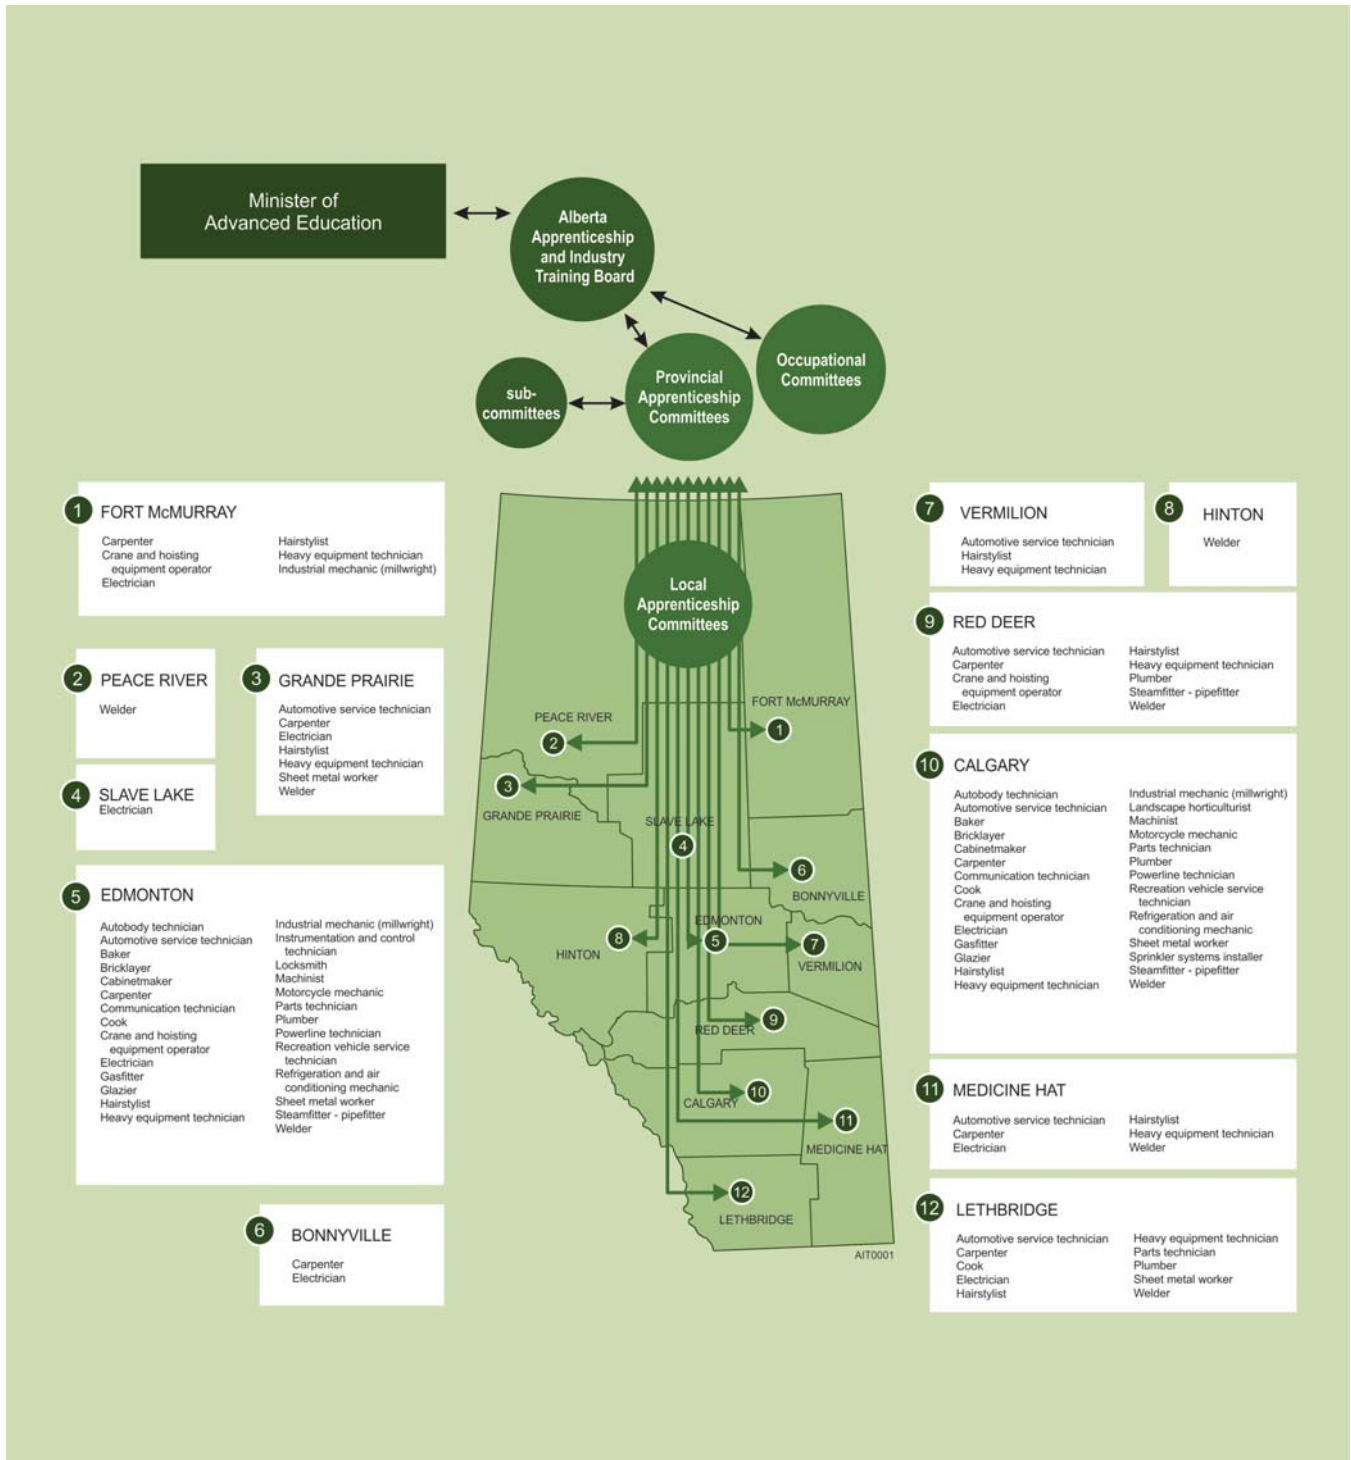 Minister of
Advanced Education
Alberta
Apprenticeship
and Industry
Training Board
Occupational
Committees
Provincial
Apprenticeship
Committees
sub-
committees
1
FORT McMURRAY
Carpenter
Crane and hoisting
equipment operator
Electrician
Hairstylist
Heavy equipment technician
Industrial mechanic (millwright)
2
PEACE RIVER
Welder
3
GRANDE PRAIRIE
Automotive service technician
Carpenter
Electrician
Hairstylist
Heavy equipment technician
Sheet metal worker
Welder
4
SLAVE LAKE
Electrician
5
EDMONTON
Autobody technician
Automotive service technician
Baker
Bricklayer
Cabinetmaker
Carpenter
Communication technician
Cook
Crane and hoisting
equipment operator
Electrician
Gasfitter
Glazier
Hairstylist
Heavy equipment technician
Industrial mechanic (millwright)
Instrumentation and control
technician
Locksmith
Machinist
Motorcycle mechanic
Parts technician
Plumber
Powerline technician
Recreation vehicle service
technician
Refrigeration and air
conditioning mechanic
Sheet metal worker
Steamfitter - pipefitter
Welder
6
BONNYVILLE
Carpenter
Electrician
Local
Apprenticeship
Committees
FORT McMURRAY
1
PEACE RIVER
2
3
GRANDE PRAIRIE
SLAVE LAKE
4
6
BONNYVILLE
EDMONTON
5
8
HINTON
7
VERMILION
9
RED DEER
10
CALGARY
11
MEDICINE HAT
12
LETHBRIDGE
AIT0001
7
VERMILION
Automotive service technician
Hairstylist
Heavy equipment technician
8
HINTON
Welder
9
RED DEER
Automotive service technician
Carpenter
Crane and hoisting
equipment operator
Electrician
Hairstylist
Heavy equipment technician
Plumber
Steamfitter - pipefitter
Welder
10
CALGARY
Autobody technician
Automotive service technician
Baker
Bricklayer
Cabinetmaker
Carpenter
Communication technician
Cook
Crane and hoisting
equipment operator
Electrician
Gasfitter
Glazier
Hairstylist
Heavy equipment technician
Industrial mechanic (millwright)
Landscape horticulturist
Machinist
Motorcycle mechanic
Parts technician
Plumber
Powerline technician
Recreation vehicle service
technician
Refrigeration and air
conditioning mechanic
Sheet metal worker
Sprinkler systems installer
Steamfitter - pipefitter
Welder
11
MEDICINE HAT
Automotive service technician
Carpenter
Electrician
Hairstylist
Heavy equipment technician
Welder
12
LETHBRIDGE
Automotive service technician
Carpenter
Cook
Electrician
Hairstylist
Heavy equipment technician
Parts technician
Plumber
Sheet metal worker
Welder